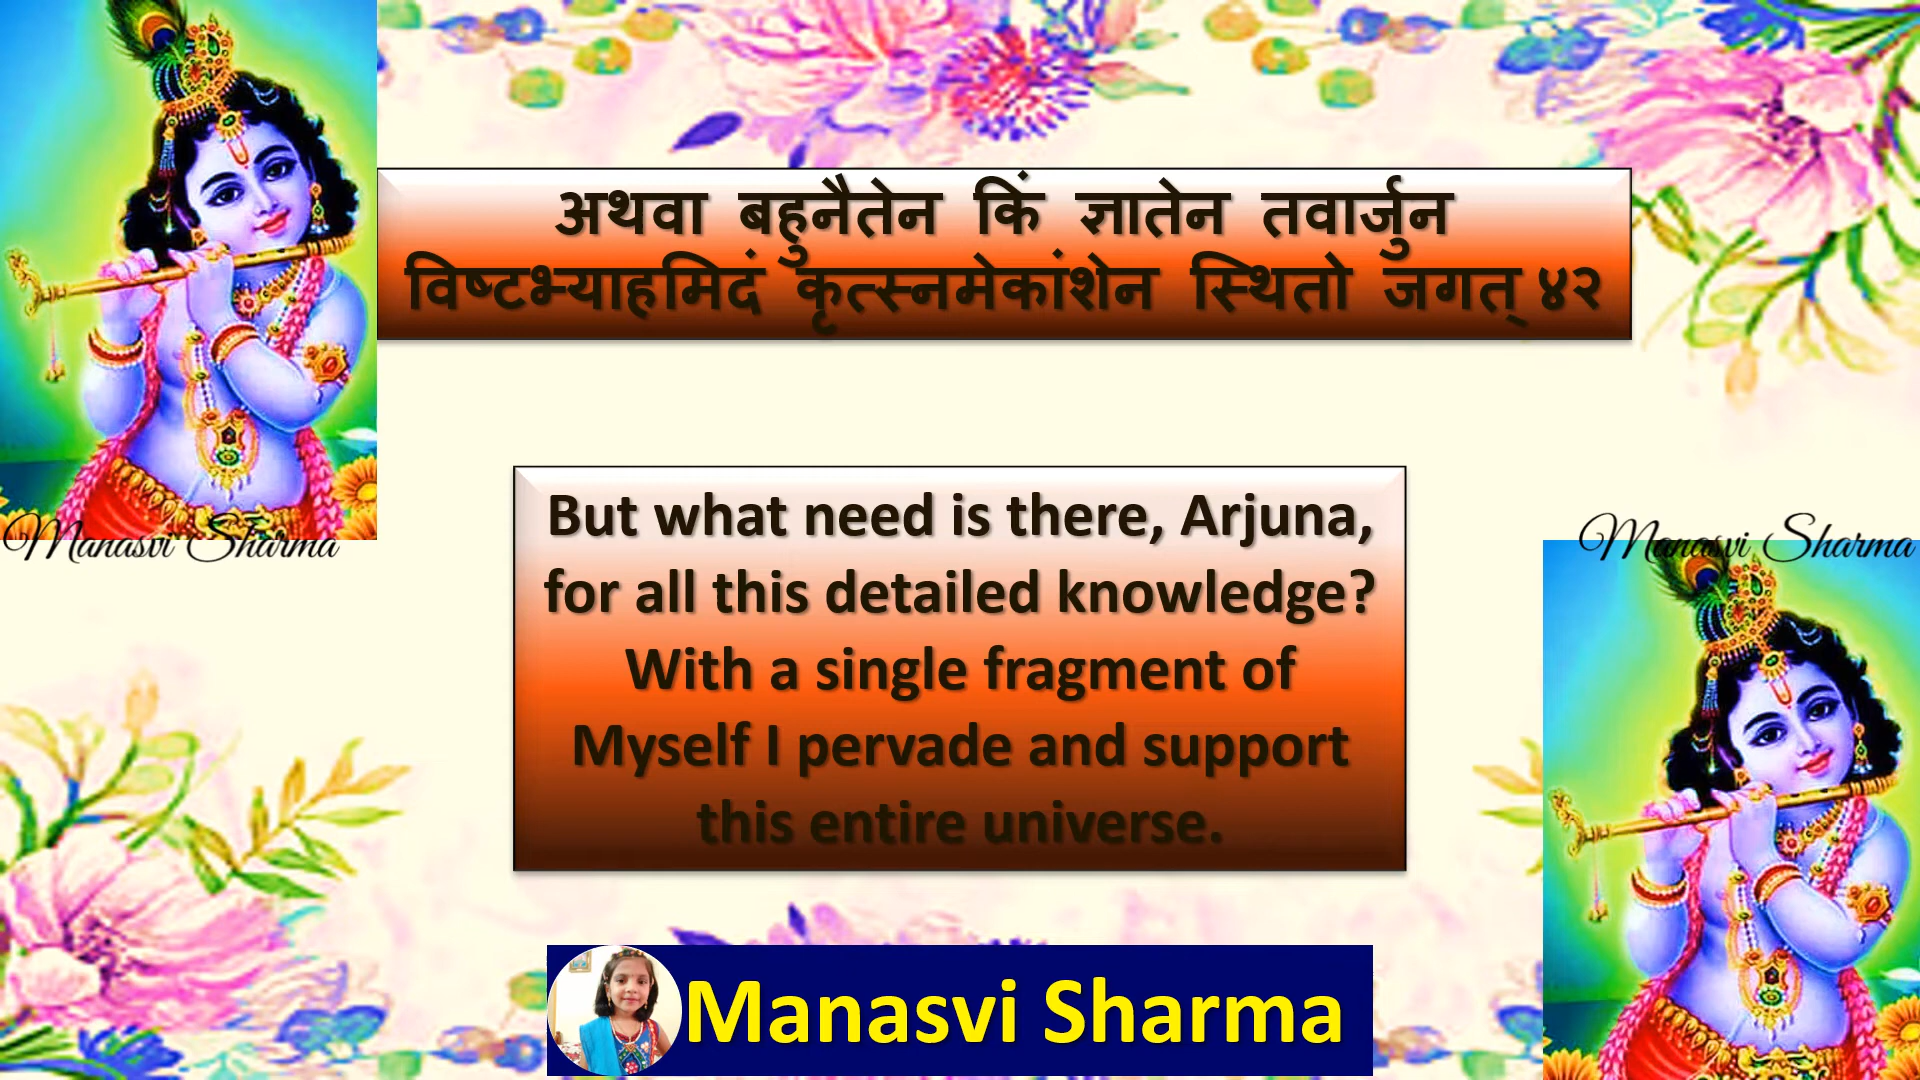 अथवा बहुनैतेन किं ज्ञातेन तवार्जुन
विष्टभ्याहमिदं कृत्स्नमेकांशेन स्थितो जगत् ४२
But what need is there, Arjuna,
for all this detailed knowledge?
With a single fragment of
Myself I pervade and support
this entire universe.
Manasvi Sharma
Manasvi Sharma
Manasvi Sharma